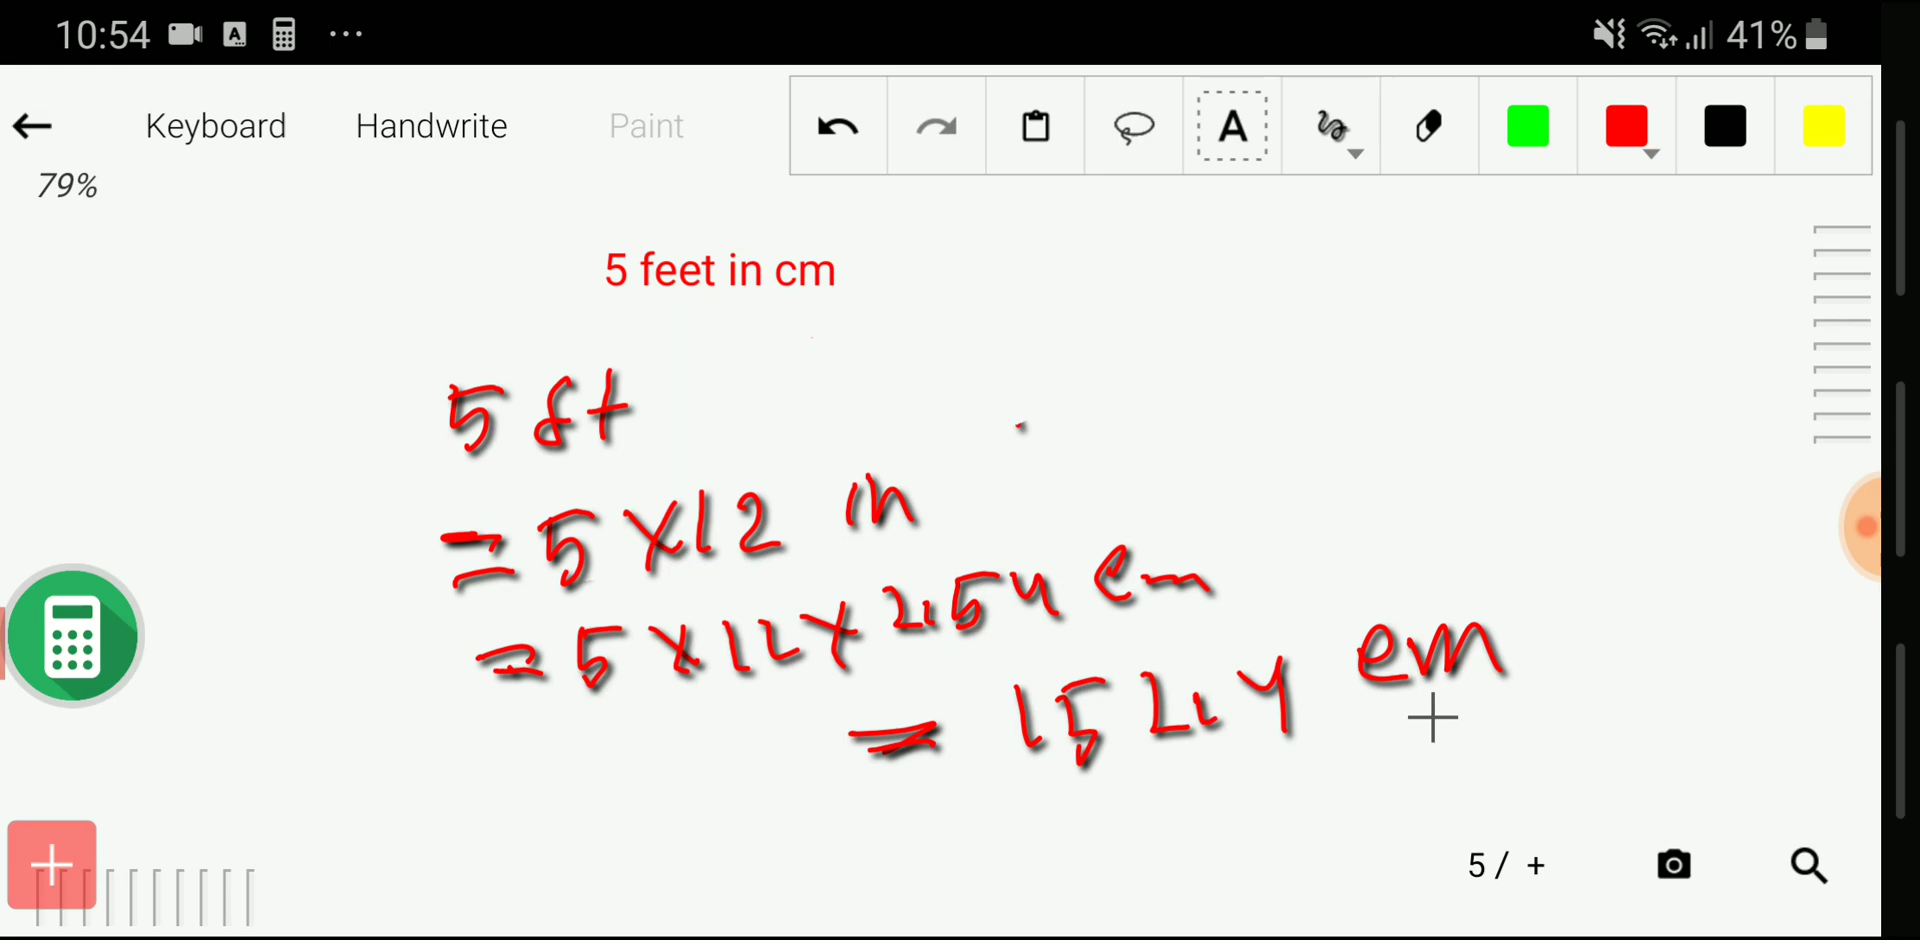 10:54 A ... 41%
Keyboard Handwrite Paint A
79%
5 feet in cm
5 ft
= 5 × 12 in
= 5 × 12 × 2.54 cm
= 152.4 cm
5 / +